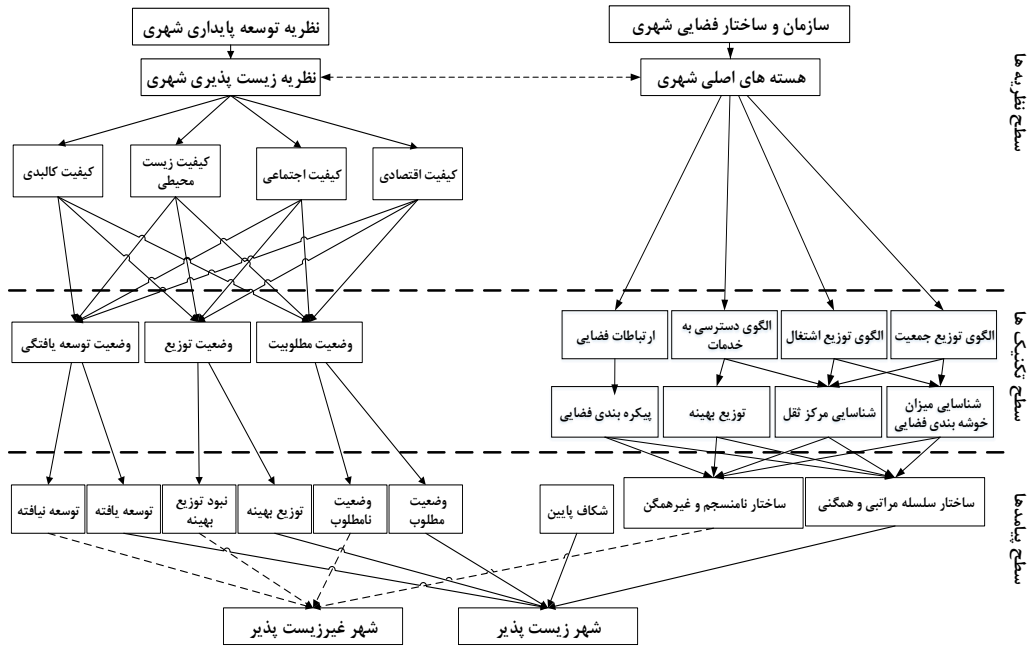 سازمان و ساختار فضایی شهری
نظریه توسعه پایداری شهری
هسته های اصلی شهری
نظریه زیست پذیری شهری
سطح نظریه ها
کیفیت اقتصادی
کیفیت اجتماعی
کیفیت زیست
محیطی
کیفیت کالبدی
الگوی توزیع جمعیت
الگوی توزیع اشتغال
الگوی دسترسی به
خدمات
ارتباطات فضایی
وضعیت مطلوبیت
وضعیت توزیع
وضعیت توسعه یافتگی
سطح تکنیک ها
شناسایی میزان
خوشه بندی فضایی
شناسایی مرکز ثقل
توزیع بهینه
پیکره بندی فضایی
ساختار سلسله مراتبی و همگنی
ساختار نامنسجم و غیرهمگن
شکاف پایین
وضعیت
مطلوب
وضعیت
نامطلوب
توزیع بهینه
نبود توزیع
بهینه
توسعه یافته
توسعه نیافته
سطح پیامدها
شهر زیست پذیر
شهر غیرزیست پذیر